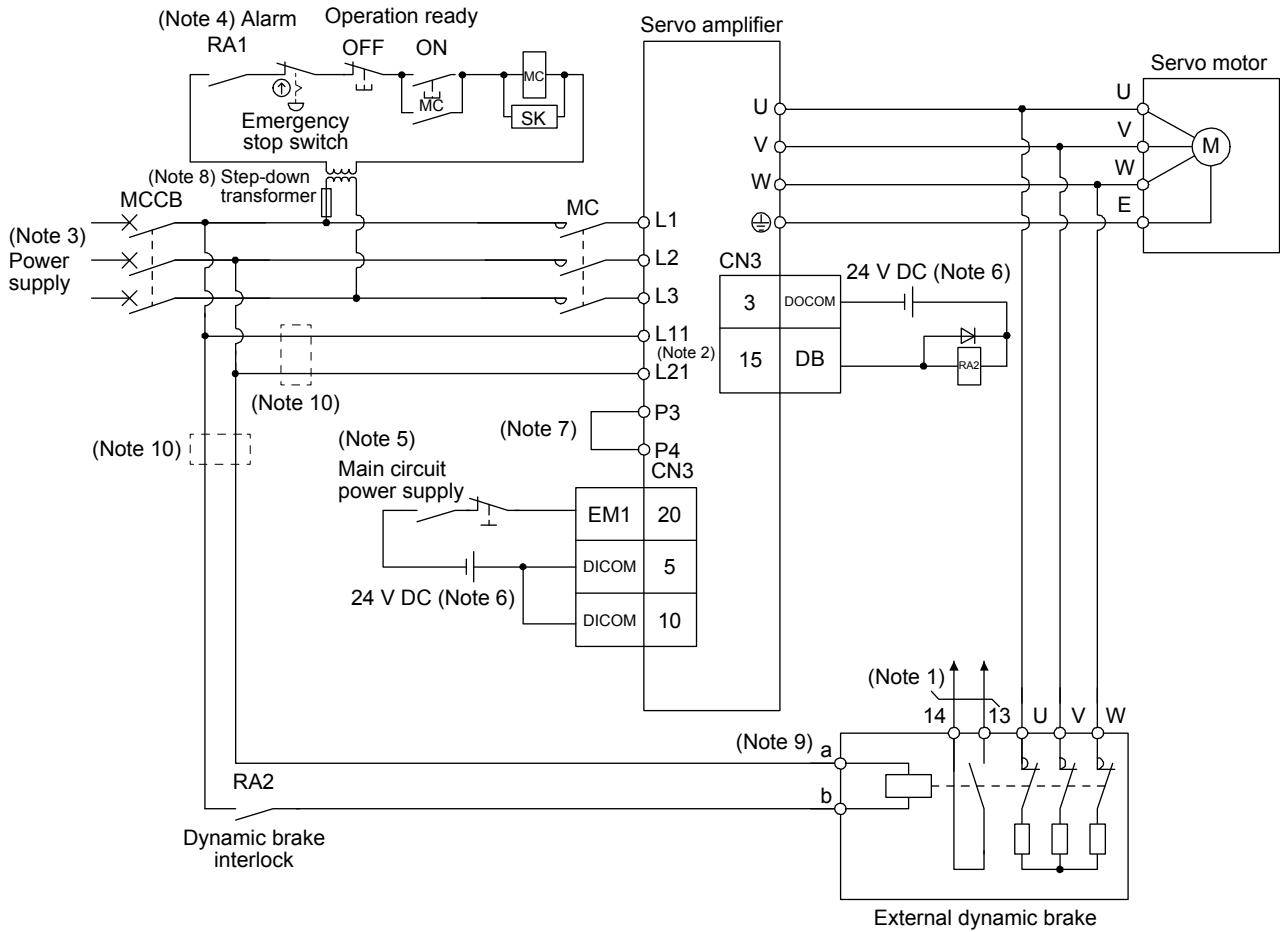 (Note 4) Alarm
RA1
Operation ready
OFF
ON
MC
MC
SK
Emergency
stop switch
(Note 8) Step-down
transformer
MCCB
(Note 3)
Power
supply
MC
Servo amplifier
L1
L2
L3
L11
(Note 2)
L21
P3
(Note 7)
P4
CN3
(Note 10)
(Note 10)
(Note 5)
Main circuit
power supply
EM1 20
DICOM 5
DICOM 10
24 V DC (Note 6)
U
V
W
CN3
24 V DC (Note 6)
3 DOCOM
15 DB
RA2
Servo motor
U
V
W
E
M
(Note 1)
14 13 U V W
(Note 9) a
b
RA2
Dynamic brake
interlock
External dynamic brake